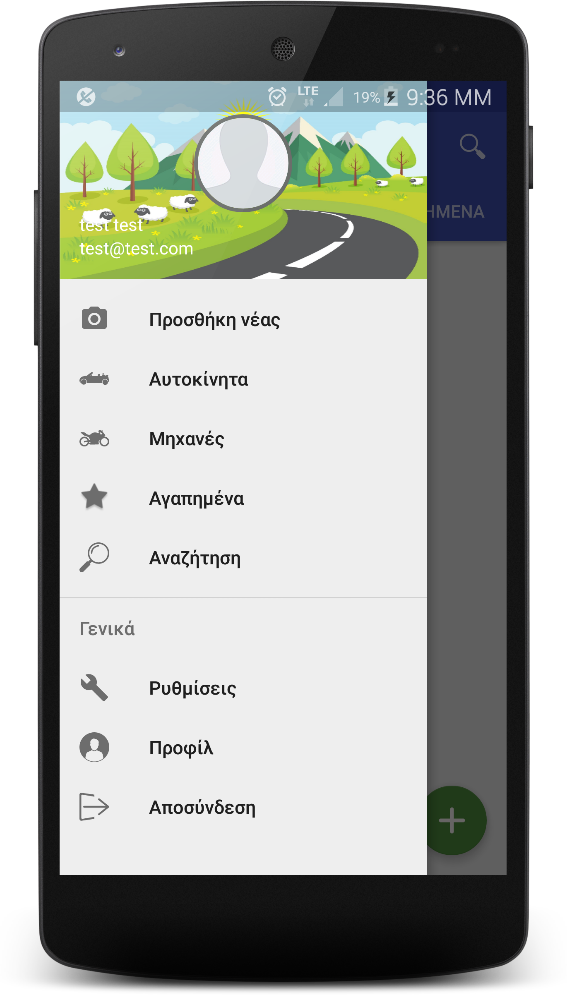 LTE 19% 9:36 ΜΜ
ΗΜΕΝΑ
test test
test@test.com
Προσθήκη νέας
Αυτοκίνητα
Μηχανές
Αγαπημένα
Αναζήτηση
Γενικά
Ρυθμίσεις
Προφίλ
Αποσύνδεση